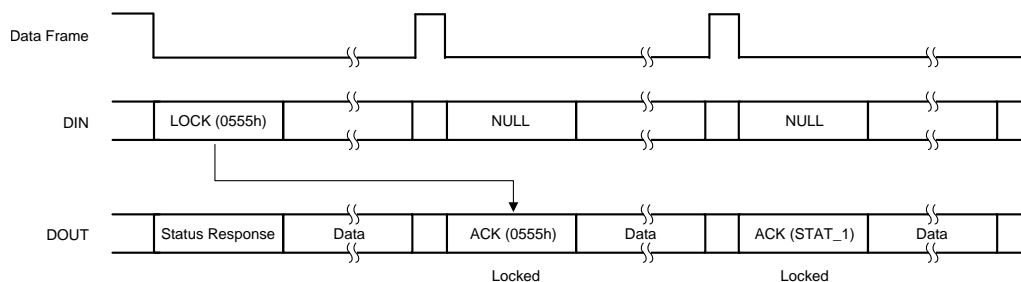 Data Frame
DIN LOCK (0555h) NULL NULL
DOUT Status Response Data ACK (0555h) Data ACK (STAT_1) Data
Locked Locked